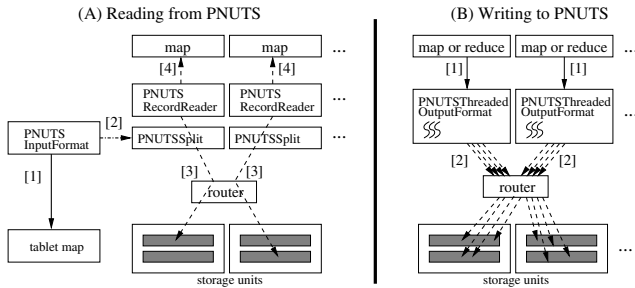 (A) Reading from PNUTS
map
map
...
[4]
[4]
PNUTS
RecordReader
PNUTS
RecordReader
...
[2]
PNUTS
InputFormat
PNUTSSplit
PNUTSSplit
...
[1]
[3]
[3]
router
tablet map
storage units
(B) Writing to PNUTS
map or reduce
map or reduce
...
[1]
[1]
PNUTSThreaded
OutputFormat
PNUTSThreaded
OutputFormat
...
[2]
[2]
router
...
storage units